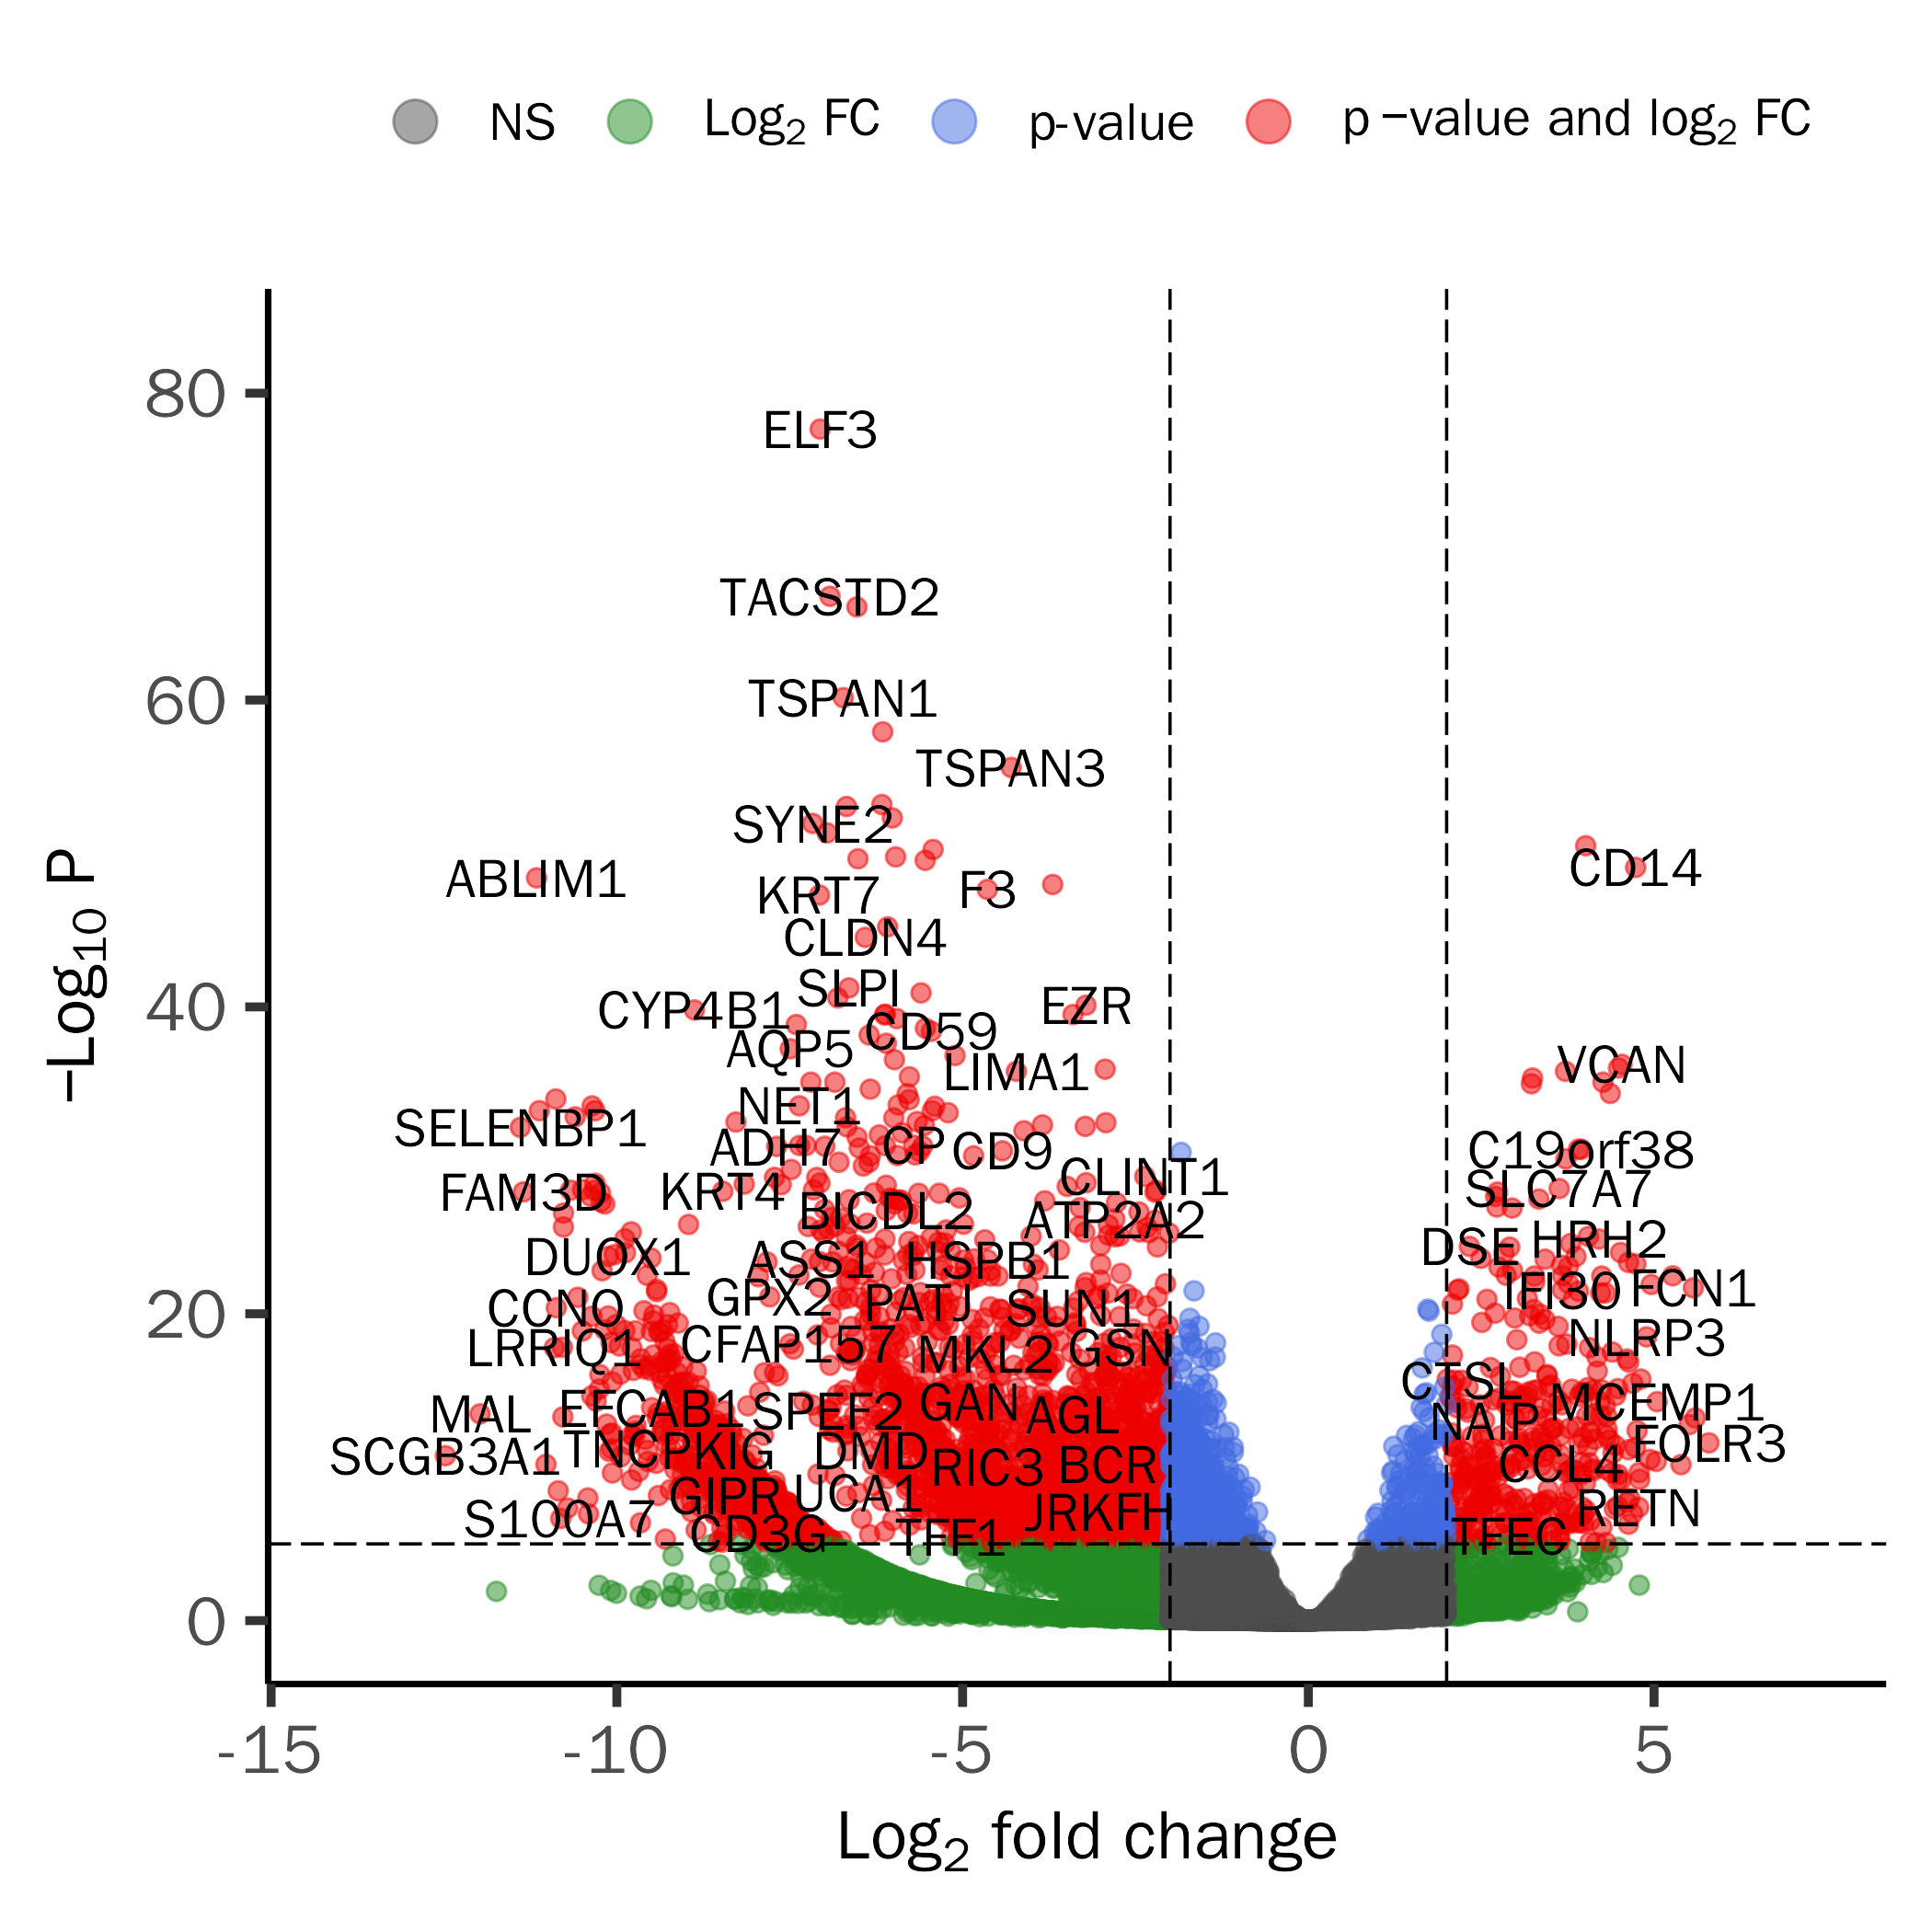 NS Log2 FC p-value p −value and log2 FC
80
60
40
20
0
−Log10 P
ELF3
TACSTD2
TSPAN1
TSPAN3
SYNE2
ABLIM1
KRT7
F3
CD14
CLDN4
SLPI
CYP4B1
EZR
CD59
AQP5
LIMA1
VCAN
NET1
SELENBP1
ADH7
CP
CD9
C19orf38
CLINT1
FAM3D
KRT4
SLC7A7
BICDL2
ATP2A2
DSE
HRH2
DUOX1
ASS1
HSPB1
GPX2
PATJ
SUN1
IFI30
FCN1
CCNO
LRRIQ1
CFAP157
MKL2
GSN
NLRP3
CTSL
MAL
EFCAB1
SPEF2
GAN
AGL
MCEMP1
NAIP
SCGB3A1
TNC
PKIG
DMD
RIC3
BCR
FOLR3
CCL4
GIPR
UCA1
JRKFH
RETN
S100A7
CD3G
TFF1
TFEC
-15 -10 -5 0 5
Log2 fold change